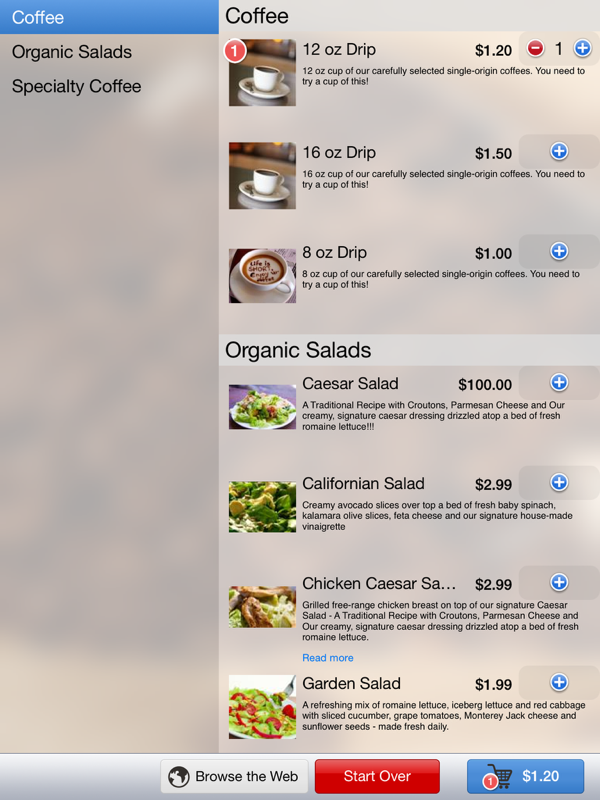 Coffee
Organic Salads
Specialty Coffee
Coffee
1
12 oz Drip $1.20 1
12 oz cup of our carefully selected single-origin coffees. You need to
try a cup of this!
16 oz Drip $1.50
16 oz cup of our carefully selected single-origin coffees. You need to
try a cup of this!
8 oz Drip $1.00
8 oz cup of our carefully selected single-origin coffees. You need to
try a cup of this!
Life is
SHORT
Enjoy
Coffee
Organic Salads
Caesar Salad $100.00
A Traditional Recipe with Croutons, Parmesan Cheese and Our
creamy, signature caesar dressing drizzled atop a bed of fresh
romaine lettuce!!!
Californian Salad $2.99
Creamy avocado slices over top a bed of fresh baby spinach,
kalamara olive slices, feta cheese and our signature house-made
vinaigrette
Chicken Caesar Sa... $2.99
Grilled free-range chicken breast on top of our signature Caesar
Salad - A Traditional Recipe with Croutons, Parmesan Cheese and
Our creamy, signature caesar dressing drizzled atop a bed of fresh
romaine lettuce.
Read more
Garden Salad $1.99
A refreshing mix of romaine lettuce, iceberg lettuce and red cabbage
with sliced cucumber, grape tomatoes, Monterey Jack cheese and
sunflower seeds - made fresh daily.
Browse the Web
Start Over
1 $1.20